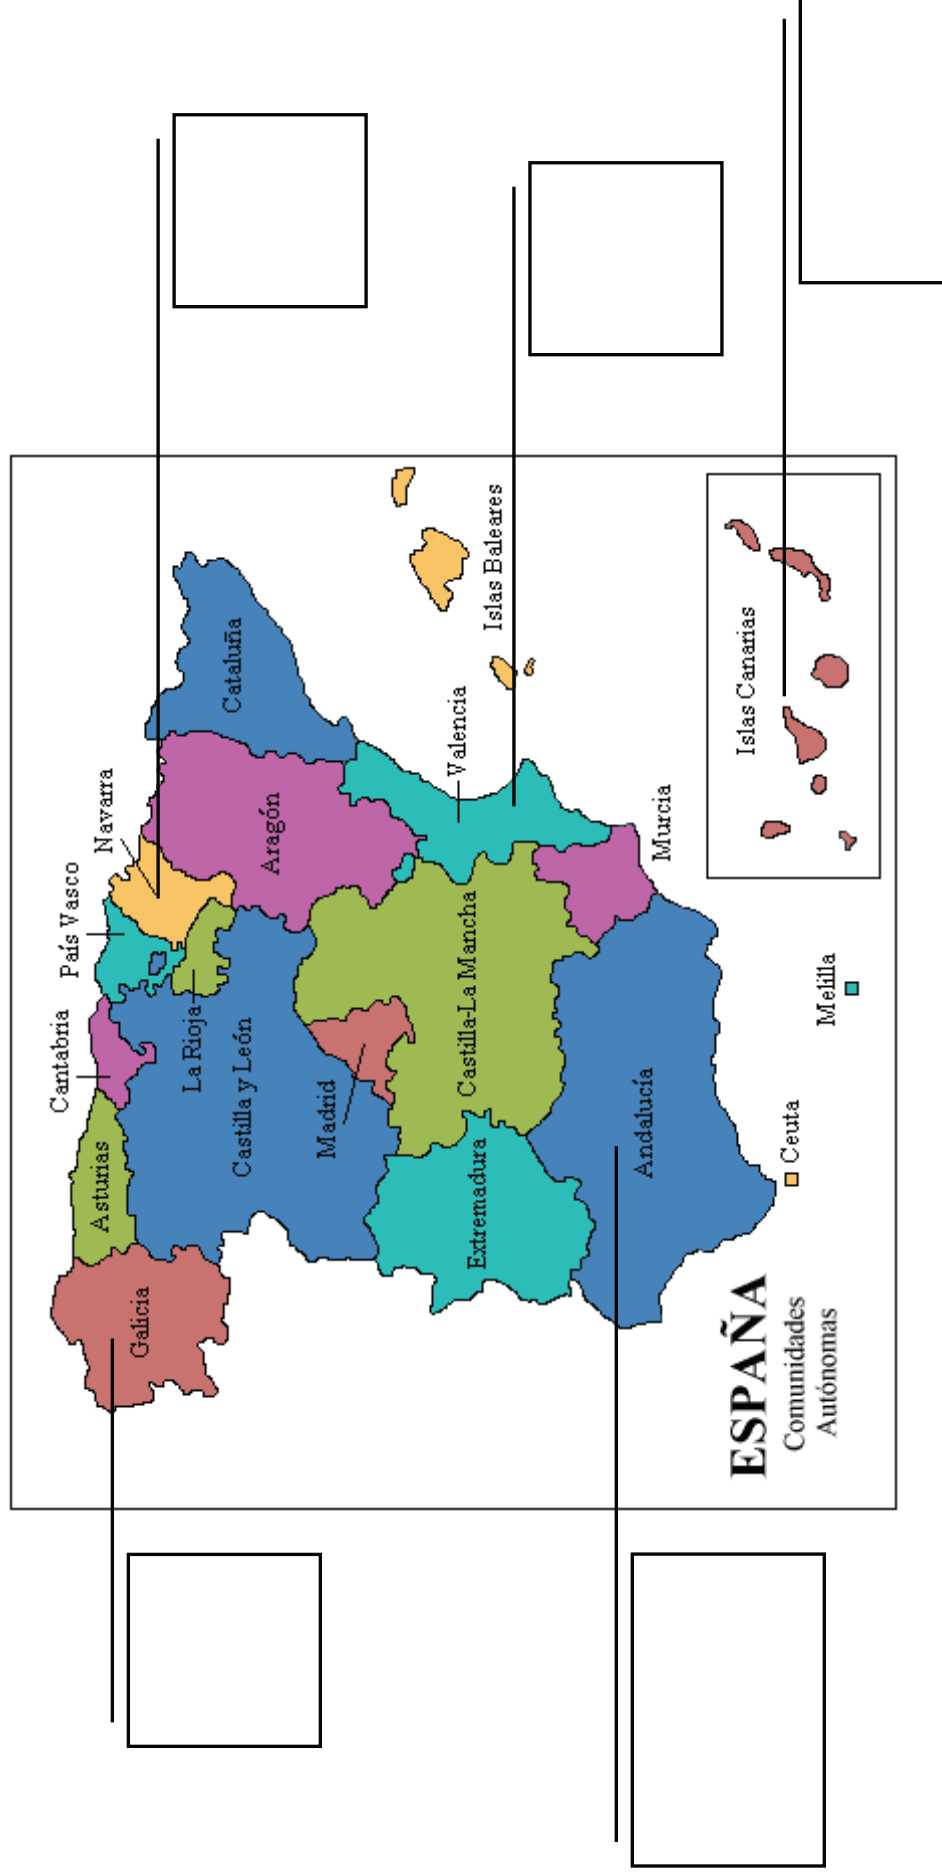 Galicia
Asturias
Cantabria
País Vasco
Navarra
La Rioja
Castilla y León
Aragón
Cataluña
Madrid
Castilla-La Mancha
Valencia
Islas Baleares
Extremadura
Andalucía
Murcia
Islas Canarias
Ceuta
Melilla
ESPAÑA
Comunidades
Autónomas